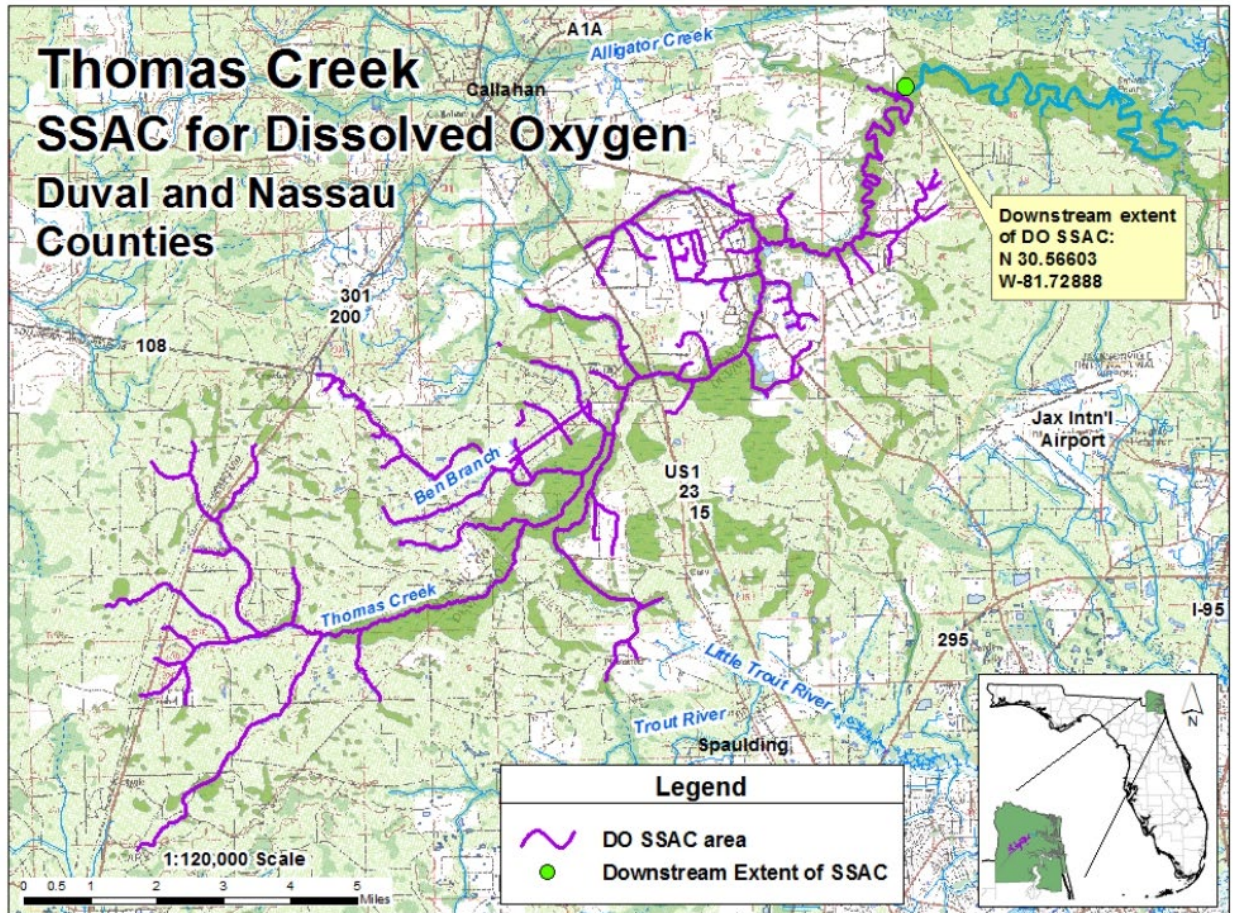 Thomas Creek
SSAC for Dissolved Oxygen
Duval and Nassau
Counties
A1A
Alligator Creek
Callahan
Downstream extent
of DO SSAC:
N 30.56603
W-81.72888
301
200
108
Jax Intn'l
Airport
Ben Branch
US1
23
15
Thomas Creek
I-95
295
Little Trout River
Trout River
Spaulding
N
Legend
DO SSAC area
Downstream Extent of SSAC
1:120,000 Scale
0 0.5 1 2 3 4 5
Miles